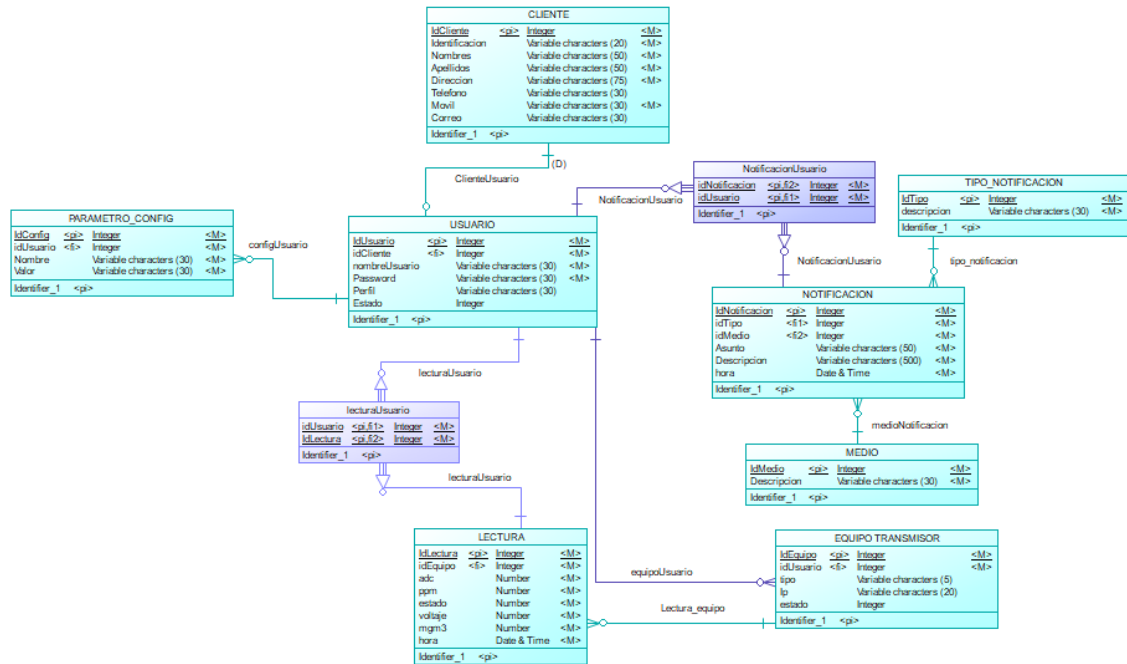 CLIENTE
IdCliente <pi> Integer <M>
Identificacion Variable characters (20) <M>
Nombres Variable characters (50) <M>
Apellidos Variable characters (50) <M>
Direccion Variable characters (75) <M>
Telefono Variable characters (30)
Movil Variable characters (30) <M>
Correo Variable characters (30)
Identifier_1 <pi>
(D)
ClienteUsuario
NotificacionUsuario
idNotificacion <pi,fi2> Integer <M>
idUsuario <pi,fi1> Integer <M>
Identifier_1 <pi>
NotificacionUsuario
TIPO_NOTIFICACION
IdTipo <pi> Integer <M>
descripcion Variable characters (30) <M>
Identifier_1 <pi>
tipo_notificacion
PARAMETRO_CONFIG
IdConfig <pi> Integer <M>
idUsuario <fi> Integer <M>
Nombre Variable characters (30) <M>
Valor Variable characters (30) <M>
Identifier_1 <pi>
configUsuario
USUARIO
IdUsuario <pi> Integer <M>
idCliente <fi> Integer <M>
nombreUsuario Variable characters (30) <M>
Password Variable characters (30) <M>
Perfil Variable characters (30)
Estado Integer
Identifier_1 <pi>
NotificacionUusario
NOTIFICACION
IdNotificacion <pi> Integer <M>
idTipo <fi1> Integer <M>
idMedio <fi2> Integer <M>
Asunto Variable characters (50) <M>
Descripcion Variable characters (500) <M>
hora Date & Time <M>
Identifier_1 <pi>
lecturaUsuario
lecturaUsuario
idUsuario <pi,fi1> Integer <M>
IdLectura <pi,fi2> Integer <M>
Identifier_1 <pi>
lecturaUsuario
medioNotificacion
MEDIO
IdMedio <pi> Integer <M>
Descripcion Variable characters (30) <M>
Identifier_1 <pi>
LECTURA
IdLectura <pi> Integer <M>
idEquipo <fi> Integer <M>
adc Number <M>
ppm Number <M>
estado Number <M>
voltaje Number <M>
mgm3 Number <M>
hora Date & Time <M>
Identifier_1 <pi>
equipoUsuario
Lectura_equipo
EQUIPO TRANSMISOR
IdEquipo <pi> Integer <M>
idUsuario <fi> Integer <M>
tipo Variable characters (5)
Ip Variable characters (20)
estado Integer
Identifier_1 <pi>